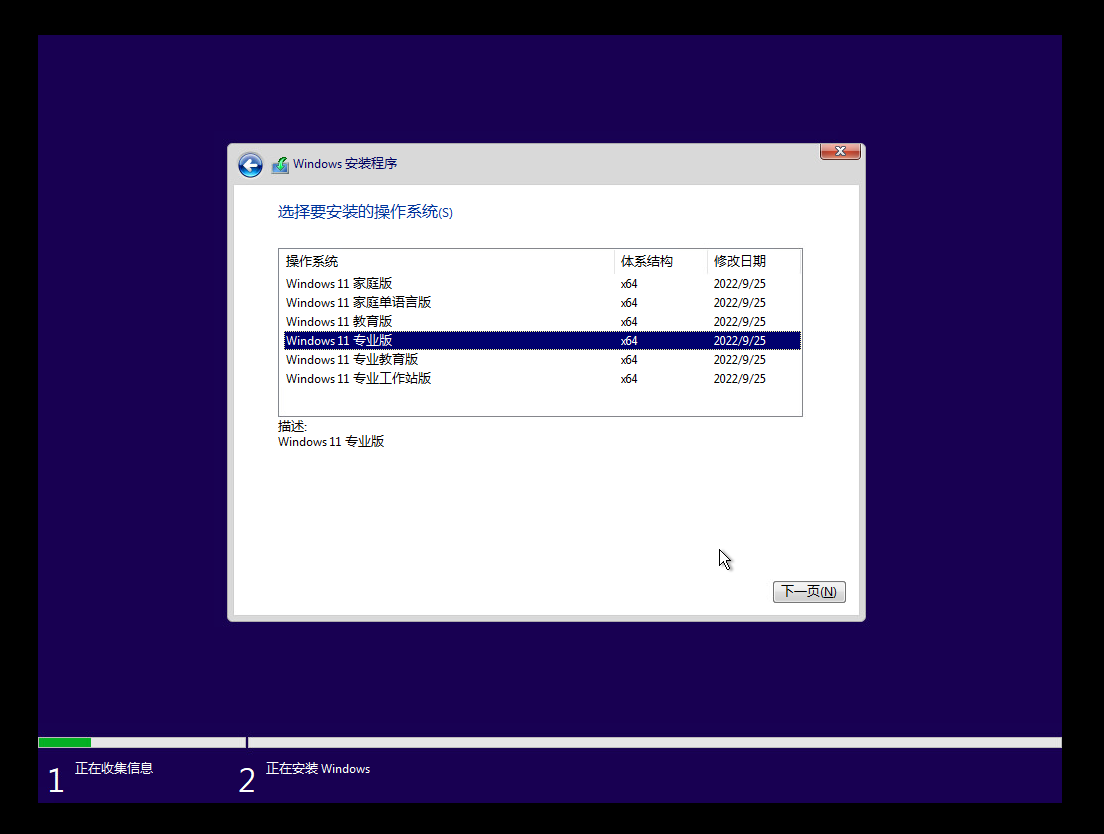 Windows 安装程序
选择要安装的操作系统(S)
操作系统 体系结构 修改日期
Windows 11 家庭版 x64 2022/9/25
Windows 11 家庭单语言版 x64 2022/9/25
Windows 11 教育版 x64 2022/9/25
Windows 11 专业版 x64 2022/9/25
Windows 11 专业教育版 x64 2022/9/25
Windows 11 专业工作站版 x64 2022/9/25
描述:
Windows 11 专业版
下一页(N)
1 正在收集信息 2 正在安装 Windows